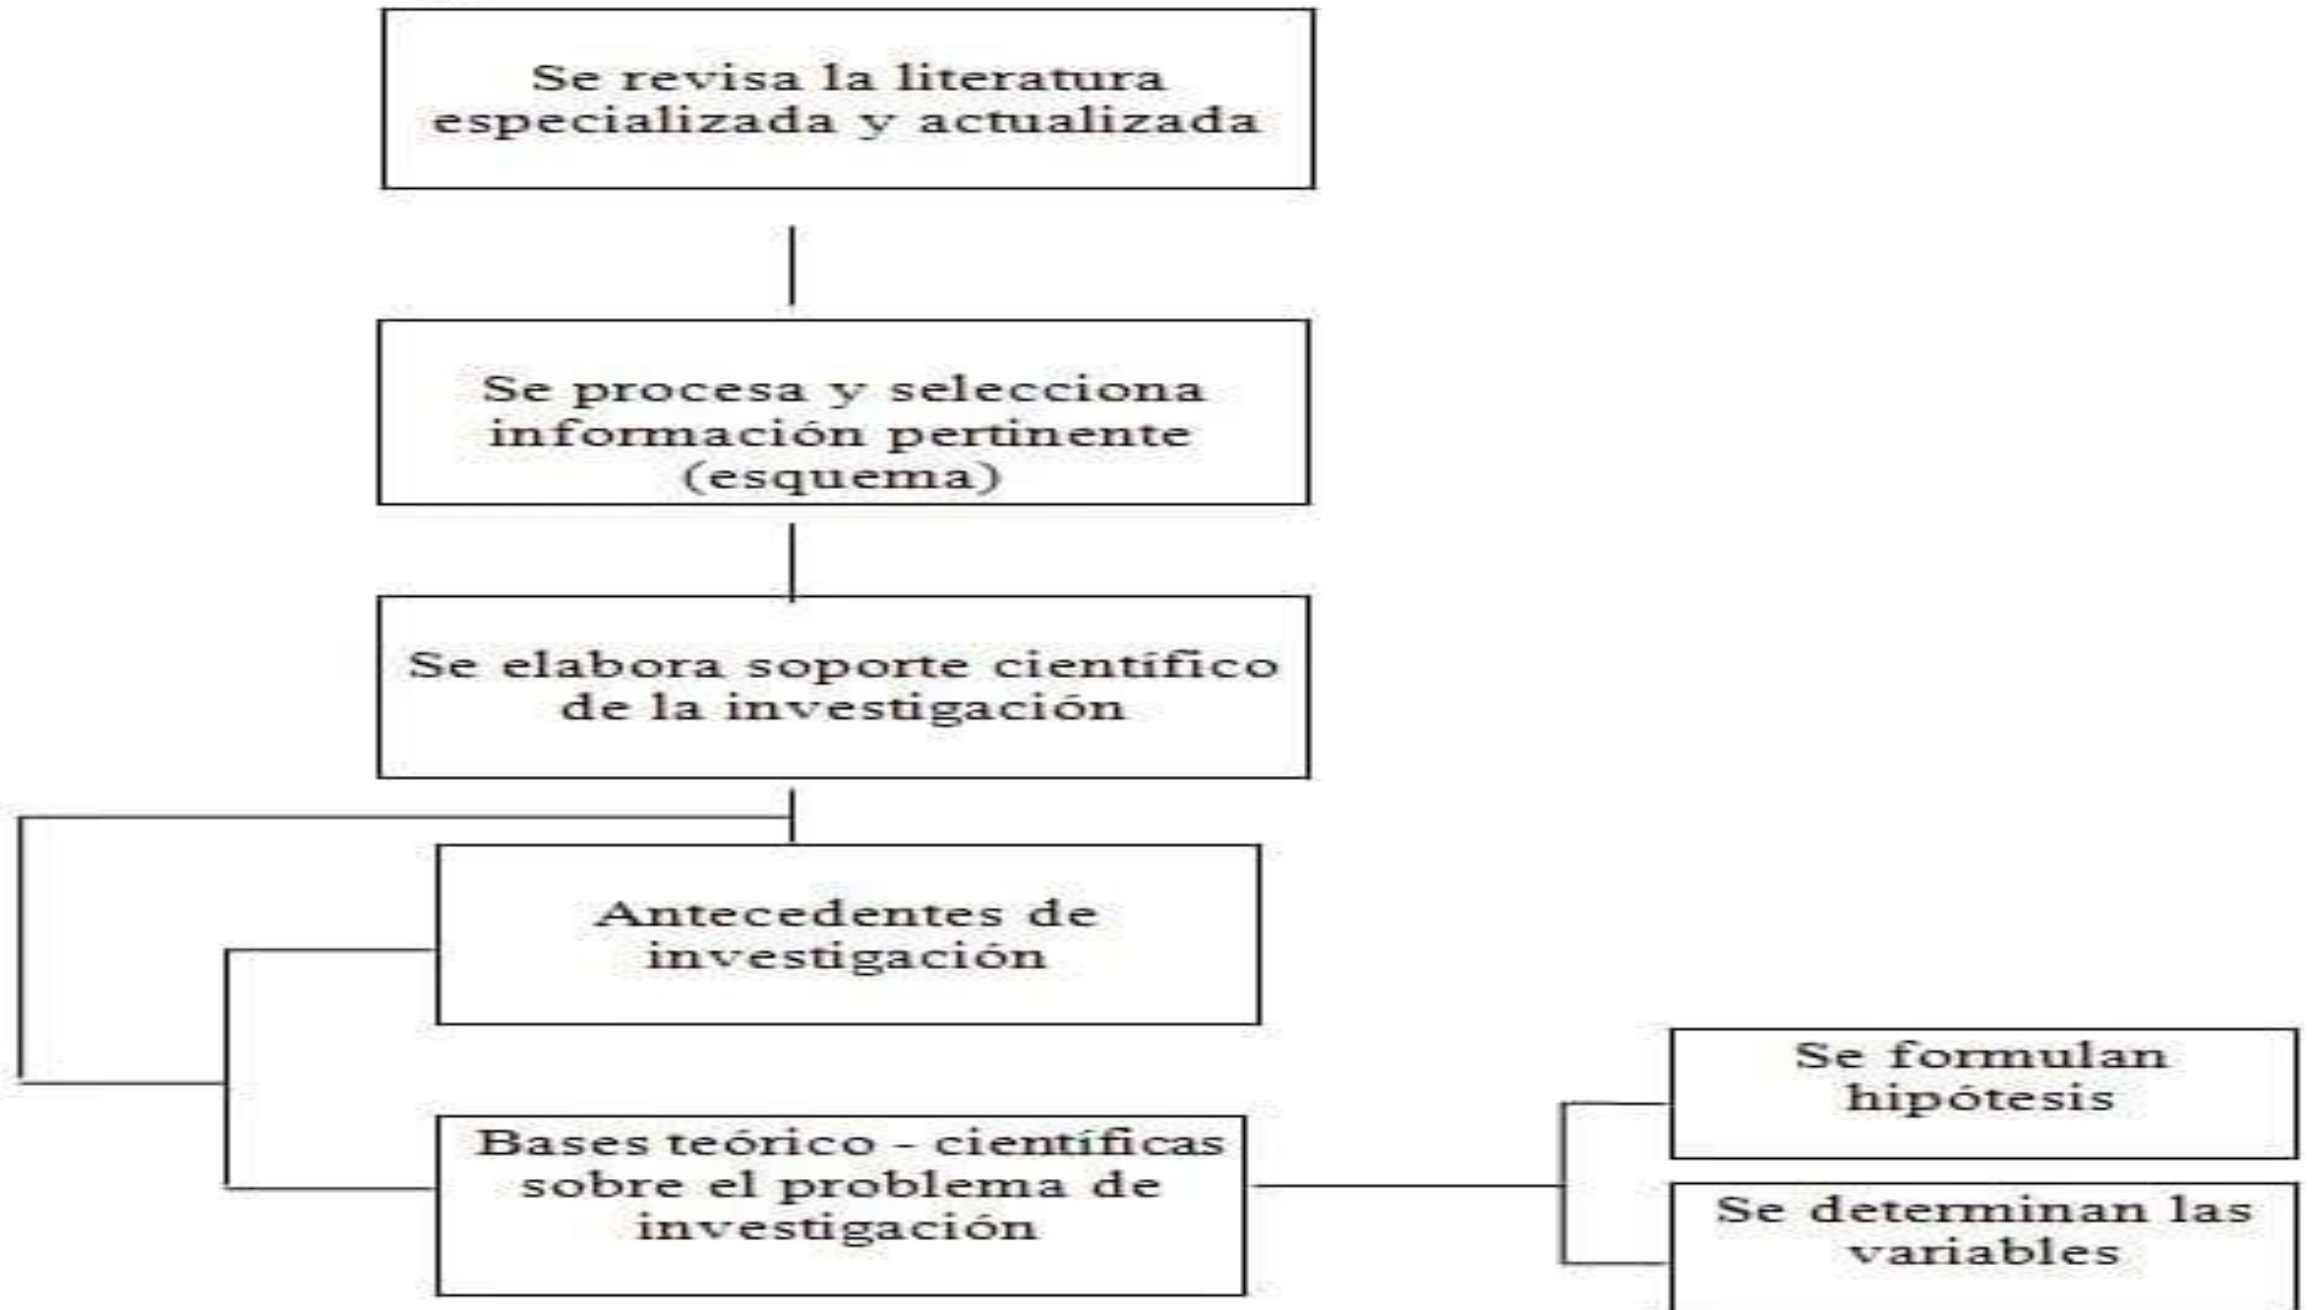 Se revisa la literatura
especializada y actualizada
Se procesa y selecciona
información pertinente
(esquema)
Se elabora soporte científico
de la investigación
Antecedentes de
investigación
Bases teórico - científicas
sobre el problema de
investigación
Se formulan
hipótesis
Se determinan las
variables